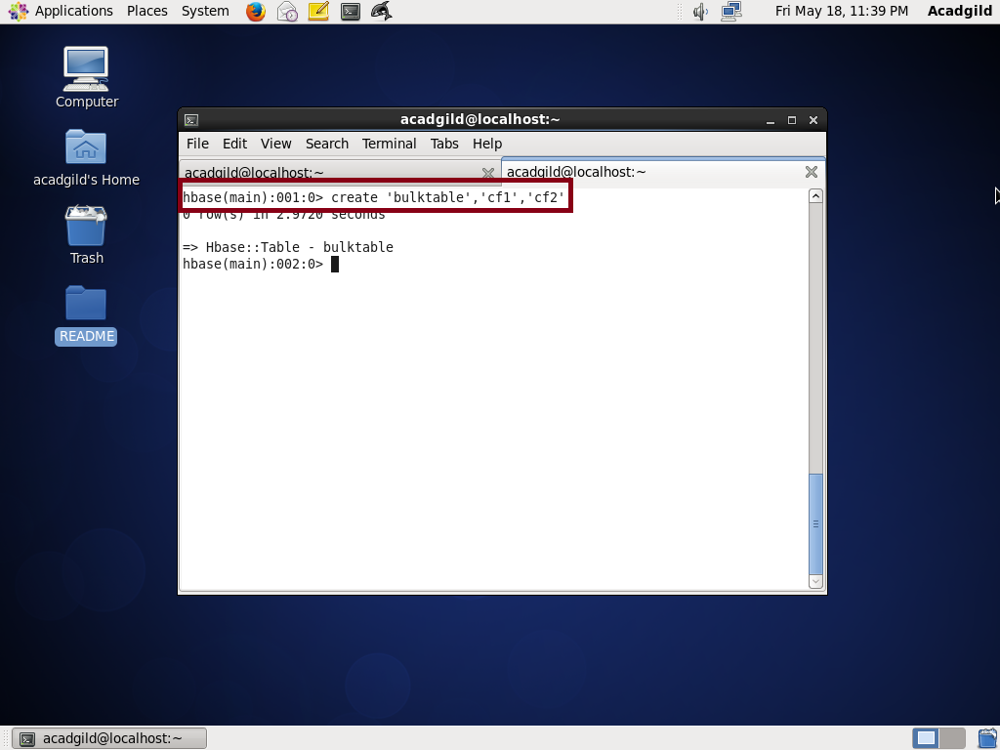 Applications Places System Fri May 18, 11:39 PM Acadgild
Computer
acadgild's Home
Trash
README
acadgild@localhost:~
File Edit View Search Terminal Tabs Help
acadgild@localhost:~ acadgild@localhost:~
hbase(main):001:0> create 'bulktable','cf1','cf2'
0 row(s) in 2.9720 seconds
=> Hbase::Table - bulktable
hbase(main):002:0>
acadgild@localhost:~